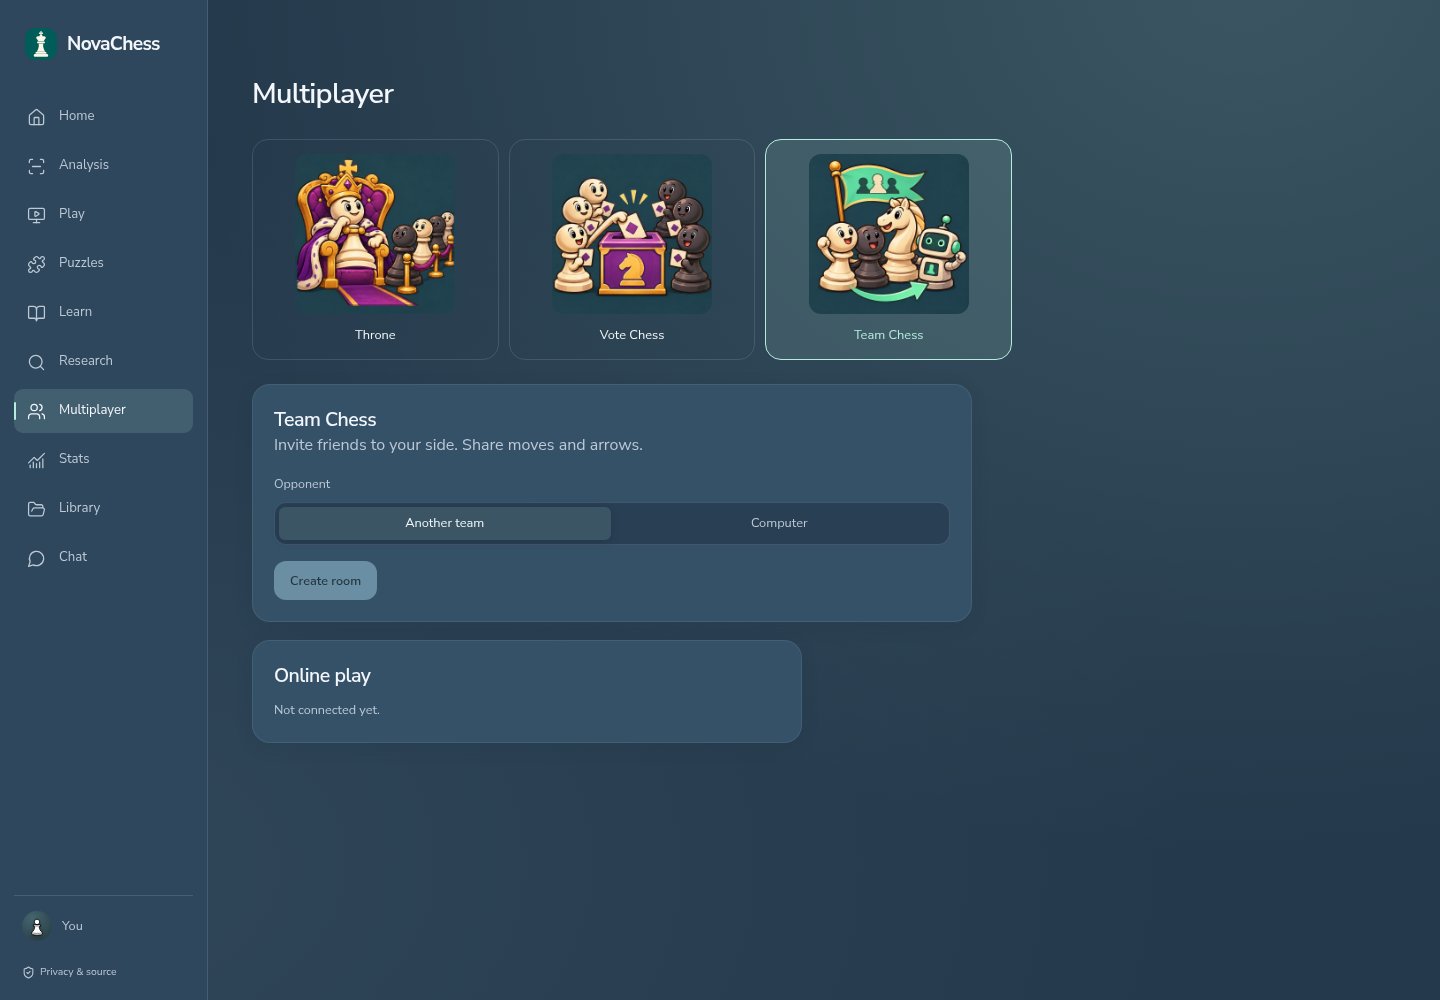 NovaChess
Home
Analysis
Play
Puzzles
Learn
Research
Multiplayer
Stats
Library
Chat
You
Privacy & source
Multiplayer
Throne
Vote Chess
Team Chess
Team Chess
Invite friends to your side. Share moves and arrows.
Opponent
Another team
Computer
Create room
Online play
Not connected yet.